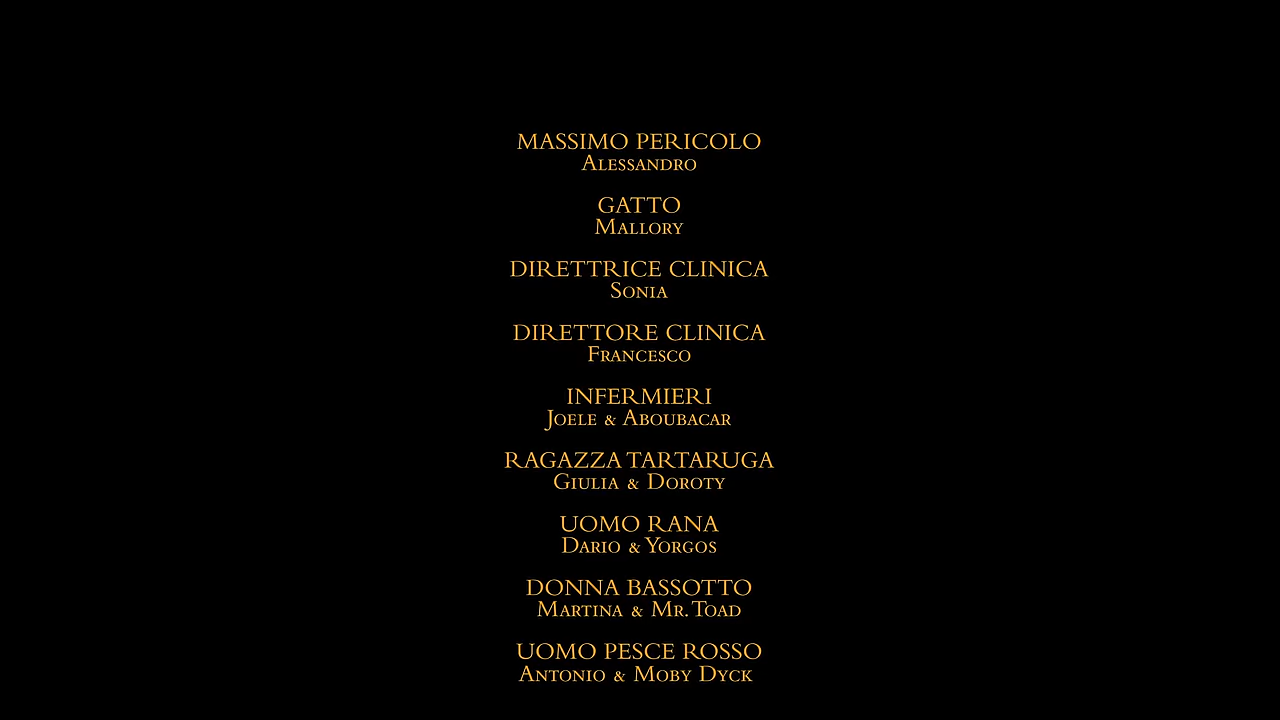 MASSIMO PERICOLO
Alessandro
GATTO
Mallory
DIRETTRICE CLINICA
Sonia
DIRETTORE CLINICA
Francesco
INFERMIERI
Joele & Aboubacar
RAGAZZA TARTARUGA
Giulia & Doroty
UOMO RANA
Dario & Yorgos
DONNA BASSOTTO
Martina & Mr. Toad
UOMO PESCE ROSSO
Antonio & Moby Dyck